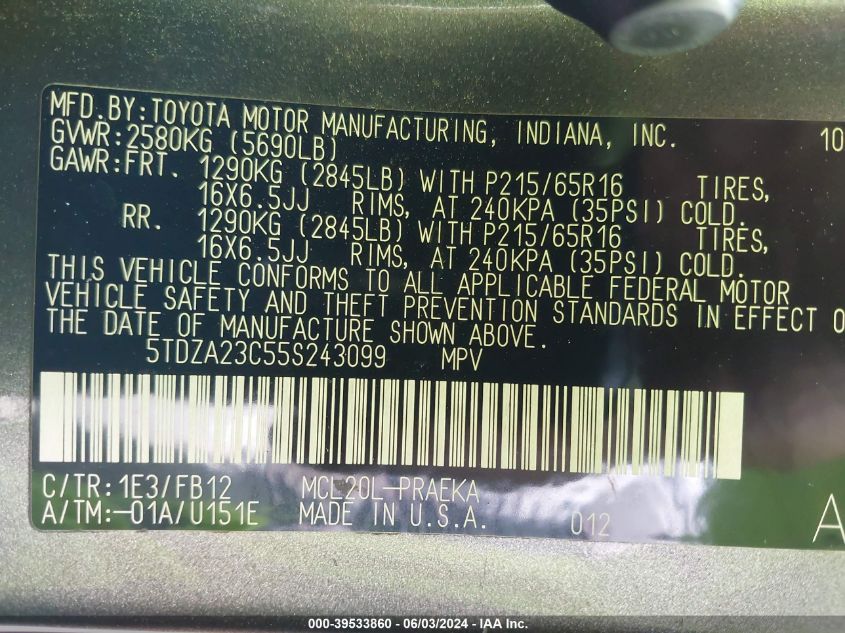 MFD.BY:TOYOTA MOTOR MANUFACTURING, INDIANA, INC. 10
GVWR:2580KG (5690LB)
GAWR:FRT. 1290KG (2845LB) WITH P215/65R16 TIRES,
16X6.5JJ RIMS, AT 240KPA (35PSI) COLD.
RR. 1290KG (2845LB) WITH P215/65R16 TIRES,
16X6.5JJ RIMS, AT 240KPA (35PSI) COLD.
THIS VEHICLE CONFORMS TO ALL APPLICABLE FEDERAL MOTOR
VEHICLE SAFETY AND THEFT PREVENTION STANDARDS IN EFFECT O
THE DATE OF MANUFACTURE SHOWN ABOVE.
5TDZA23C55S243099 MPV
C/TR:1E3/FB12 MCL20L-PRAEKA
A/TM:-01A/U151E MADE IN U.S.A. 012 A
000-39533860 / 06/03/2024 - IAA Inc.